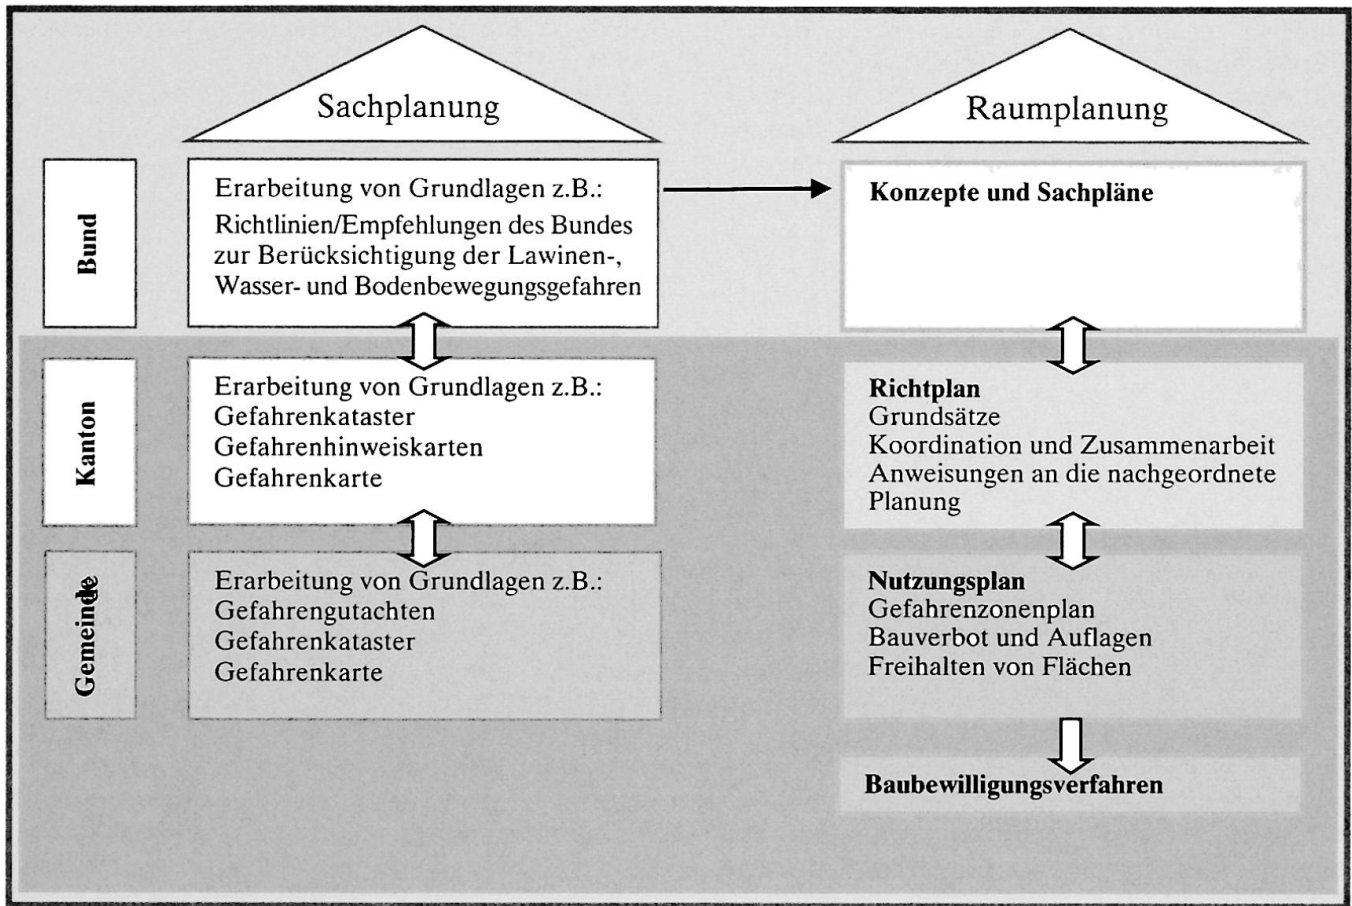 Sachplanung
Raumplanung
Bund
Erarbeitung von Grundlagen z.B.:
Richtlinien/Empfehlungen des Bundes
zur Berücksichtigung der Lawinen-,
Wasser- und Bodenbewegungsgefahren
Konzepte und Sachpläne
Kanton
Erarbeitung von Grundlagen z.B.:
Gefahrenkataster
Gefahrenhinweiskarten
Gefahrenkarte
Richtplan
Grundsätze
Koordination und Zusammenarbeit
Anweisungen an die nachgeordnete
Planung
Gemeinde
Erarbeitung von Grundlagen z.B.:
Gefahrengutachten
Gefahrenkataster
Gefahrenkarte
Nutzungsplan
Gefahrenzonenplan
Bauverbot und Auflagen
Freihalten von Flächen
Baubewilligungsverfahren